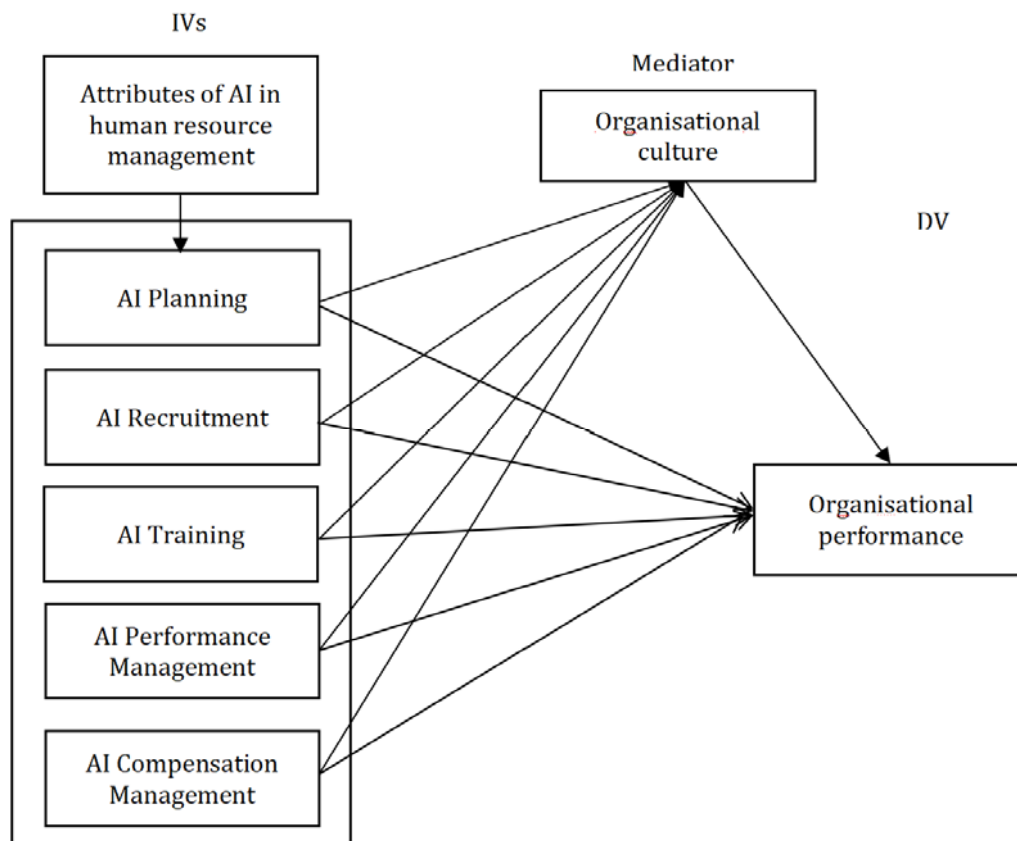 IVs
Attributes of AI in
human resource
management
Mediator
Organisational
culture
DV
AI Planning
AI Recruitment
AI Training
AI Performance
Management
AI Compensation
Management
Organisational
performance